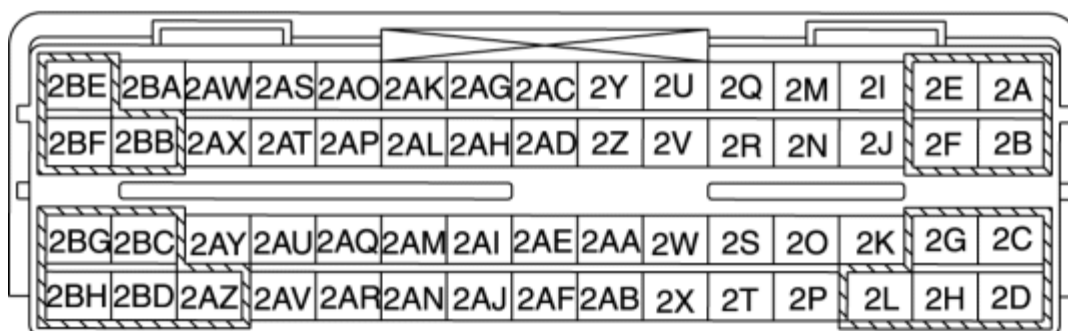 2BE 2BA 2AW 2AS 2AO 2AK 2AG 2AC 2Y 2U 2Q 2M 2I 2E 2A
2BF 2BB 2AX 2AT 2AP 2AL 2AH 2AD 2Z 2V 2R 2N 2J 2F 2B
2BG 2BC 2AY 2AU 2AQ 2AM 2AI 2AE 2AA 2W 2S 2O 2K 2G 2C
2BH 2BD 2AZ 2AV 2AR 2AN 2AJ 2AF 2AB 2X 2T 2P 2L 2H 2D